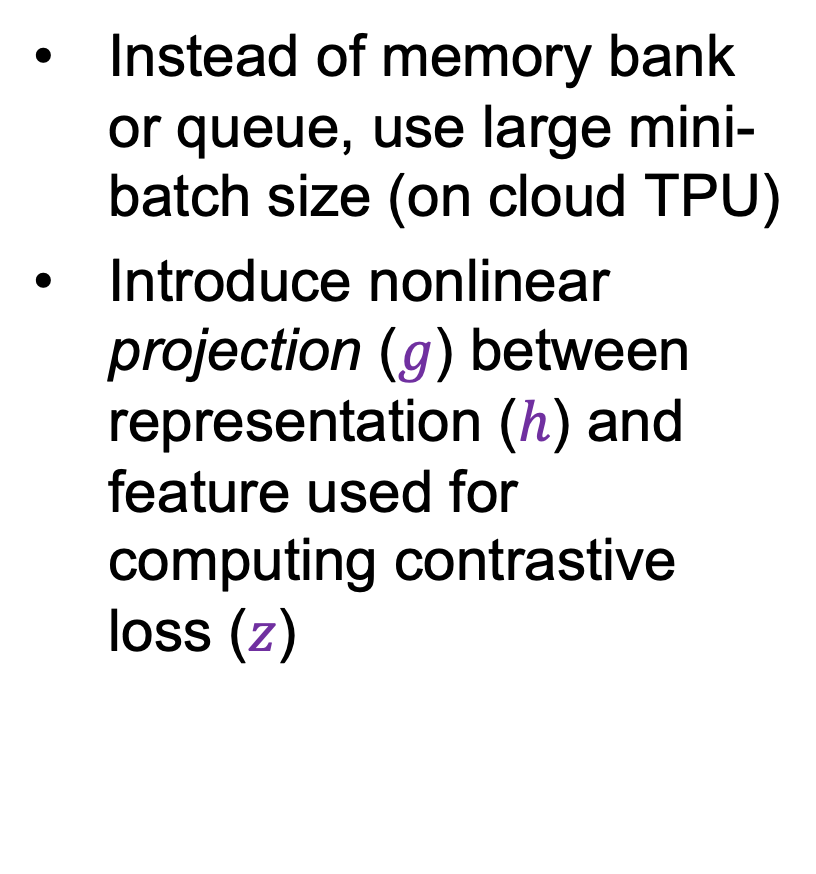 • Instead of memory bank
or queue, use large mini-
batch size (on cloud TPU)
• Introduce nonlinear
projection (g) between
representation (h) and
feature used for
computing contrastive
loss (z)